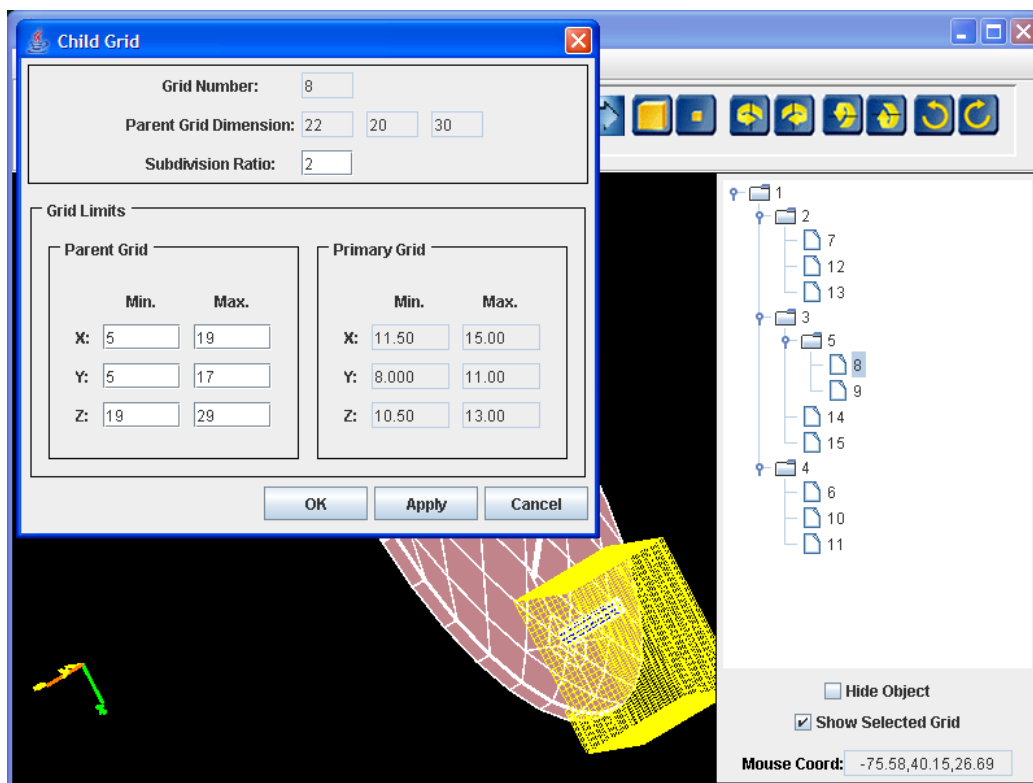 Child Grid
Grid Number: 8
Parent Grid Dimension: 22 20 30
Subdivision Ratio: 2
Grid Limits
Parent Grid
Min. Max.
X: 5 19
Y: 5 17
Z: 19 29
Primary Grid
Min. Max.
X: 11.50 15.00
Y: 8.000 11.00
Z: 10.50 13.00
OK Apply Cancel
1
2
7
12
13
3
5
8
9
14
15
4
6
10
11
Hide Object
Show Selected Grid
Mouse Coord: -75.58,40.15,26.69